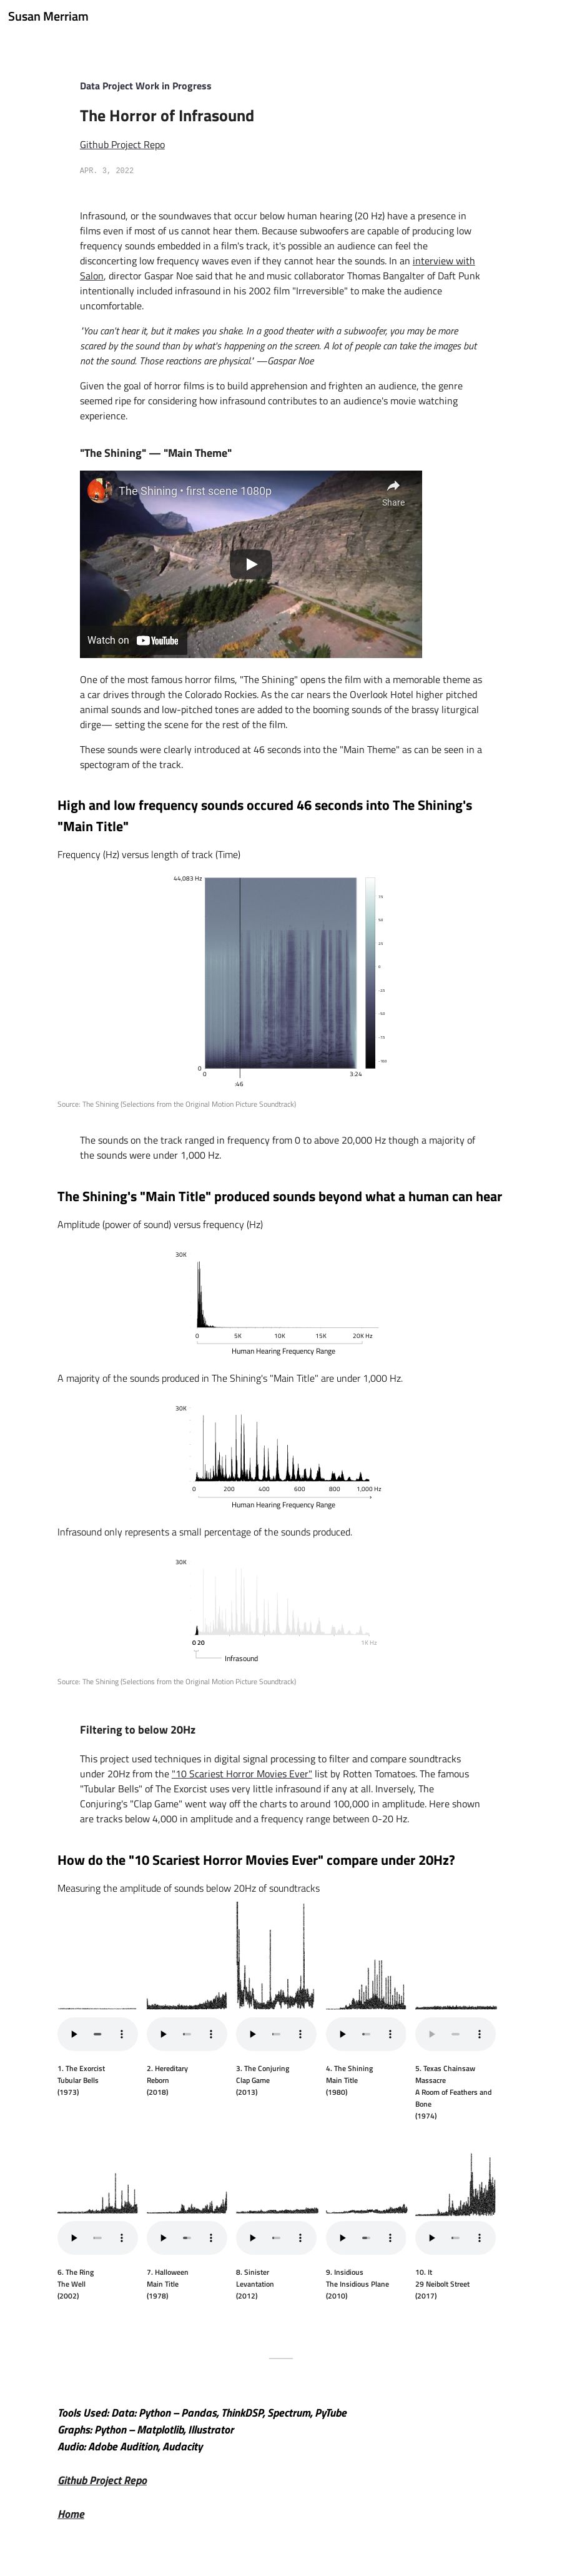 Susan Merriam
Data Project Work in Progress
The Horror of Infrasound
Github Project Repo
APR. 3, 2022
Infrasound, or the soundwaves that occur below human hearing (20 Hz) have a presence in
films even if most of us cannot hear them. Because subwoofers are capable of producing low
frequency sounds embedded in a film's track, it's possible an audience can feel the
disconcerting low frequency waves even if they cannot hear the sounds. In an interview with
Salon, director Gaspar Noe said that he and music collaborator Thomas Bangalter of Daft Punk
intentionally included infrasound in his 2002 film "Irreversible" to make the audience
uncomfortable.
"You can't hear it, but it makes you shake. In a good theater with a subwoofer, you may be more
scared by the sound than by what's happening on the screen. A lot of people can take the images but
not the sound. Those reactions are physical." —Gaspar Noe
Given the goal of horror films is to build apprehension and frighten an audience, the genre
seemed ripe for considering how infrasound contributes to an audience's movie watching
experience.
"The Shining" — "Main Theme"
The Shining • first scene 1080p
Share
Watch on YouTube
One of the most famous horror films, "The Shining" opens the film with a memorable theme as
a car drives through the Colorado Rockies. As the car nears the Overlook Hotel higher pitched
animal sounds and low-pitched tones are added to the booming sounds of the brassy liturgical
dirge— setting the scene for the rest of the film.
These sounds were clearly introduced at 46 seconds into the "Main Theme" as can be seen in a
spectogram of the track.
High and low frequency sounds occured 46 seconds into The Shining's
"Main Title"
Frequency (Hz) versus length of track (Time)
44,083 Hz
75
50
25
0
-25
-50
-75
-100
0
0
3:24
:46
Source: The Shining (Selections from the Original Motion Picture Soundtrack)
The sounds on the track ranged in frequency from 0 to above 20,000 Hz though a majority of
the sounds were under 1,000 Hz.
The Shining's "Main Title" produced sounds beyond what a human can hear
Amplitude (power of sound) versus frequency (Hz)
30K
0 5K 10K 15K 20K Hz
Human Hearing Frequency Range
A majority of the sounds produced in The Shining's "Main Title" are under 1,000 Hz.
30K
0 200 400 600 800 1,000 Hz
Human Hearing Frequency Range
Infrasound only represents a small percentage of the sounds produced.
30K
0 20 1K Hz
Infrasound
Source: The Shining (Selections from the Original Motion Picture Soundtrack)
Filtering to below 20Hz
This project used techniques in digital signal processing to filter and compare soundtracks
under 20Hz from the "10 Scariest Horror Movies Ever" list by Rotten Tomatoes. The famous
"Tubular Bells" of The Exorcist uses very little infrasound if any at all. Inversely, The
Conjuring's "Clap Game" went way off the charts to around 100,000 in amplitude. Here shown
are tracks below 4,000 in amplitude and a frequency range between 0-20 Hz.
How do the "10 Scariest Horror Movies Ever" compare under 20Hz?
Measuring the amplitude of sounds below 20Hz of soundtracks
1. The Exorcist
Tubular Bells
(1973)
2. Hereditary
Reborn
(2018)
3. The Conjuring
Clap Game
(2013)
4. The Shining
Main Title
(1980)
5. Texas Chainsaw
Massacre
A Room of Feathers and
Bone
(1974)
6. The Ring
The Well
(2002)
7. Halloween
Main Title
(1978)
8. Sinister
Levantation
(2012)
9. Insidious
The Insidious Plane
(2010)
10. It
29 Neibolt Street
(2017)
Tools Used: Data: Python – Pandas, ThinkDSP, Spectrum, PyTube
Graphs: Python – Matplotlib, Illustrator
Audio: Adobe Audition, Audacity
Github Project Repo
Home